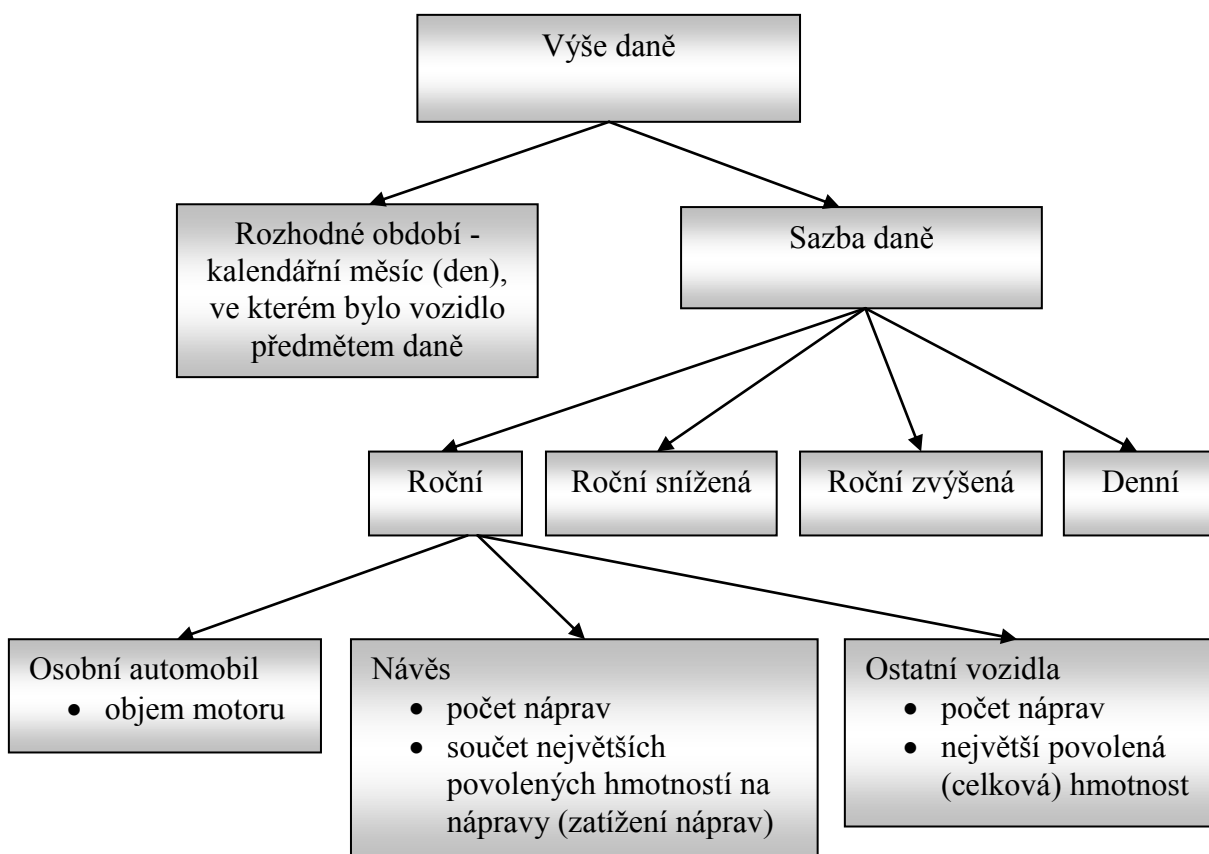 Výše daně
Rozhodné období -
kalendářní měsíc (den),
ve kterém bylo vozidlo
předmětem daně
Sazba daně
Roční
Roční snížená
Roční zvýšená
Denní
Osobní automobil
• objem motoru
Návěs
• počet náprav
• součet největších
povolených hmotností na
nápravy (zatížení náprav)
Ostatní vozidla
• počet náprav
• největší povolená
(celková) hmotnost